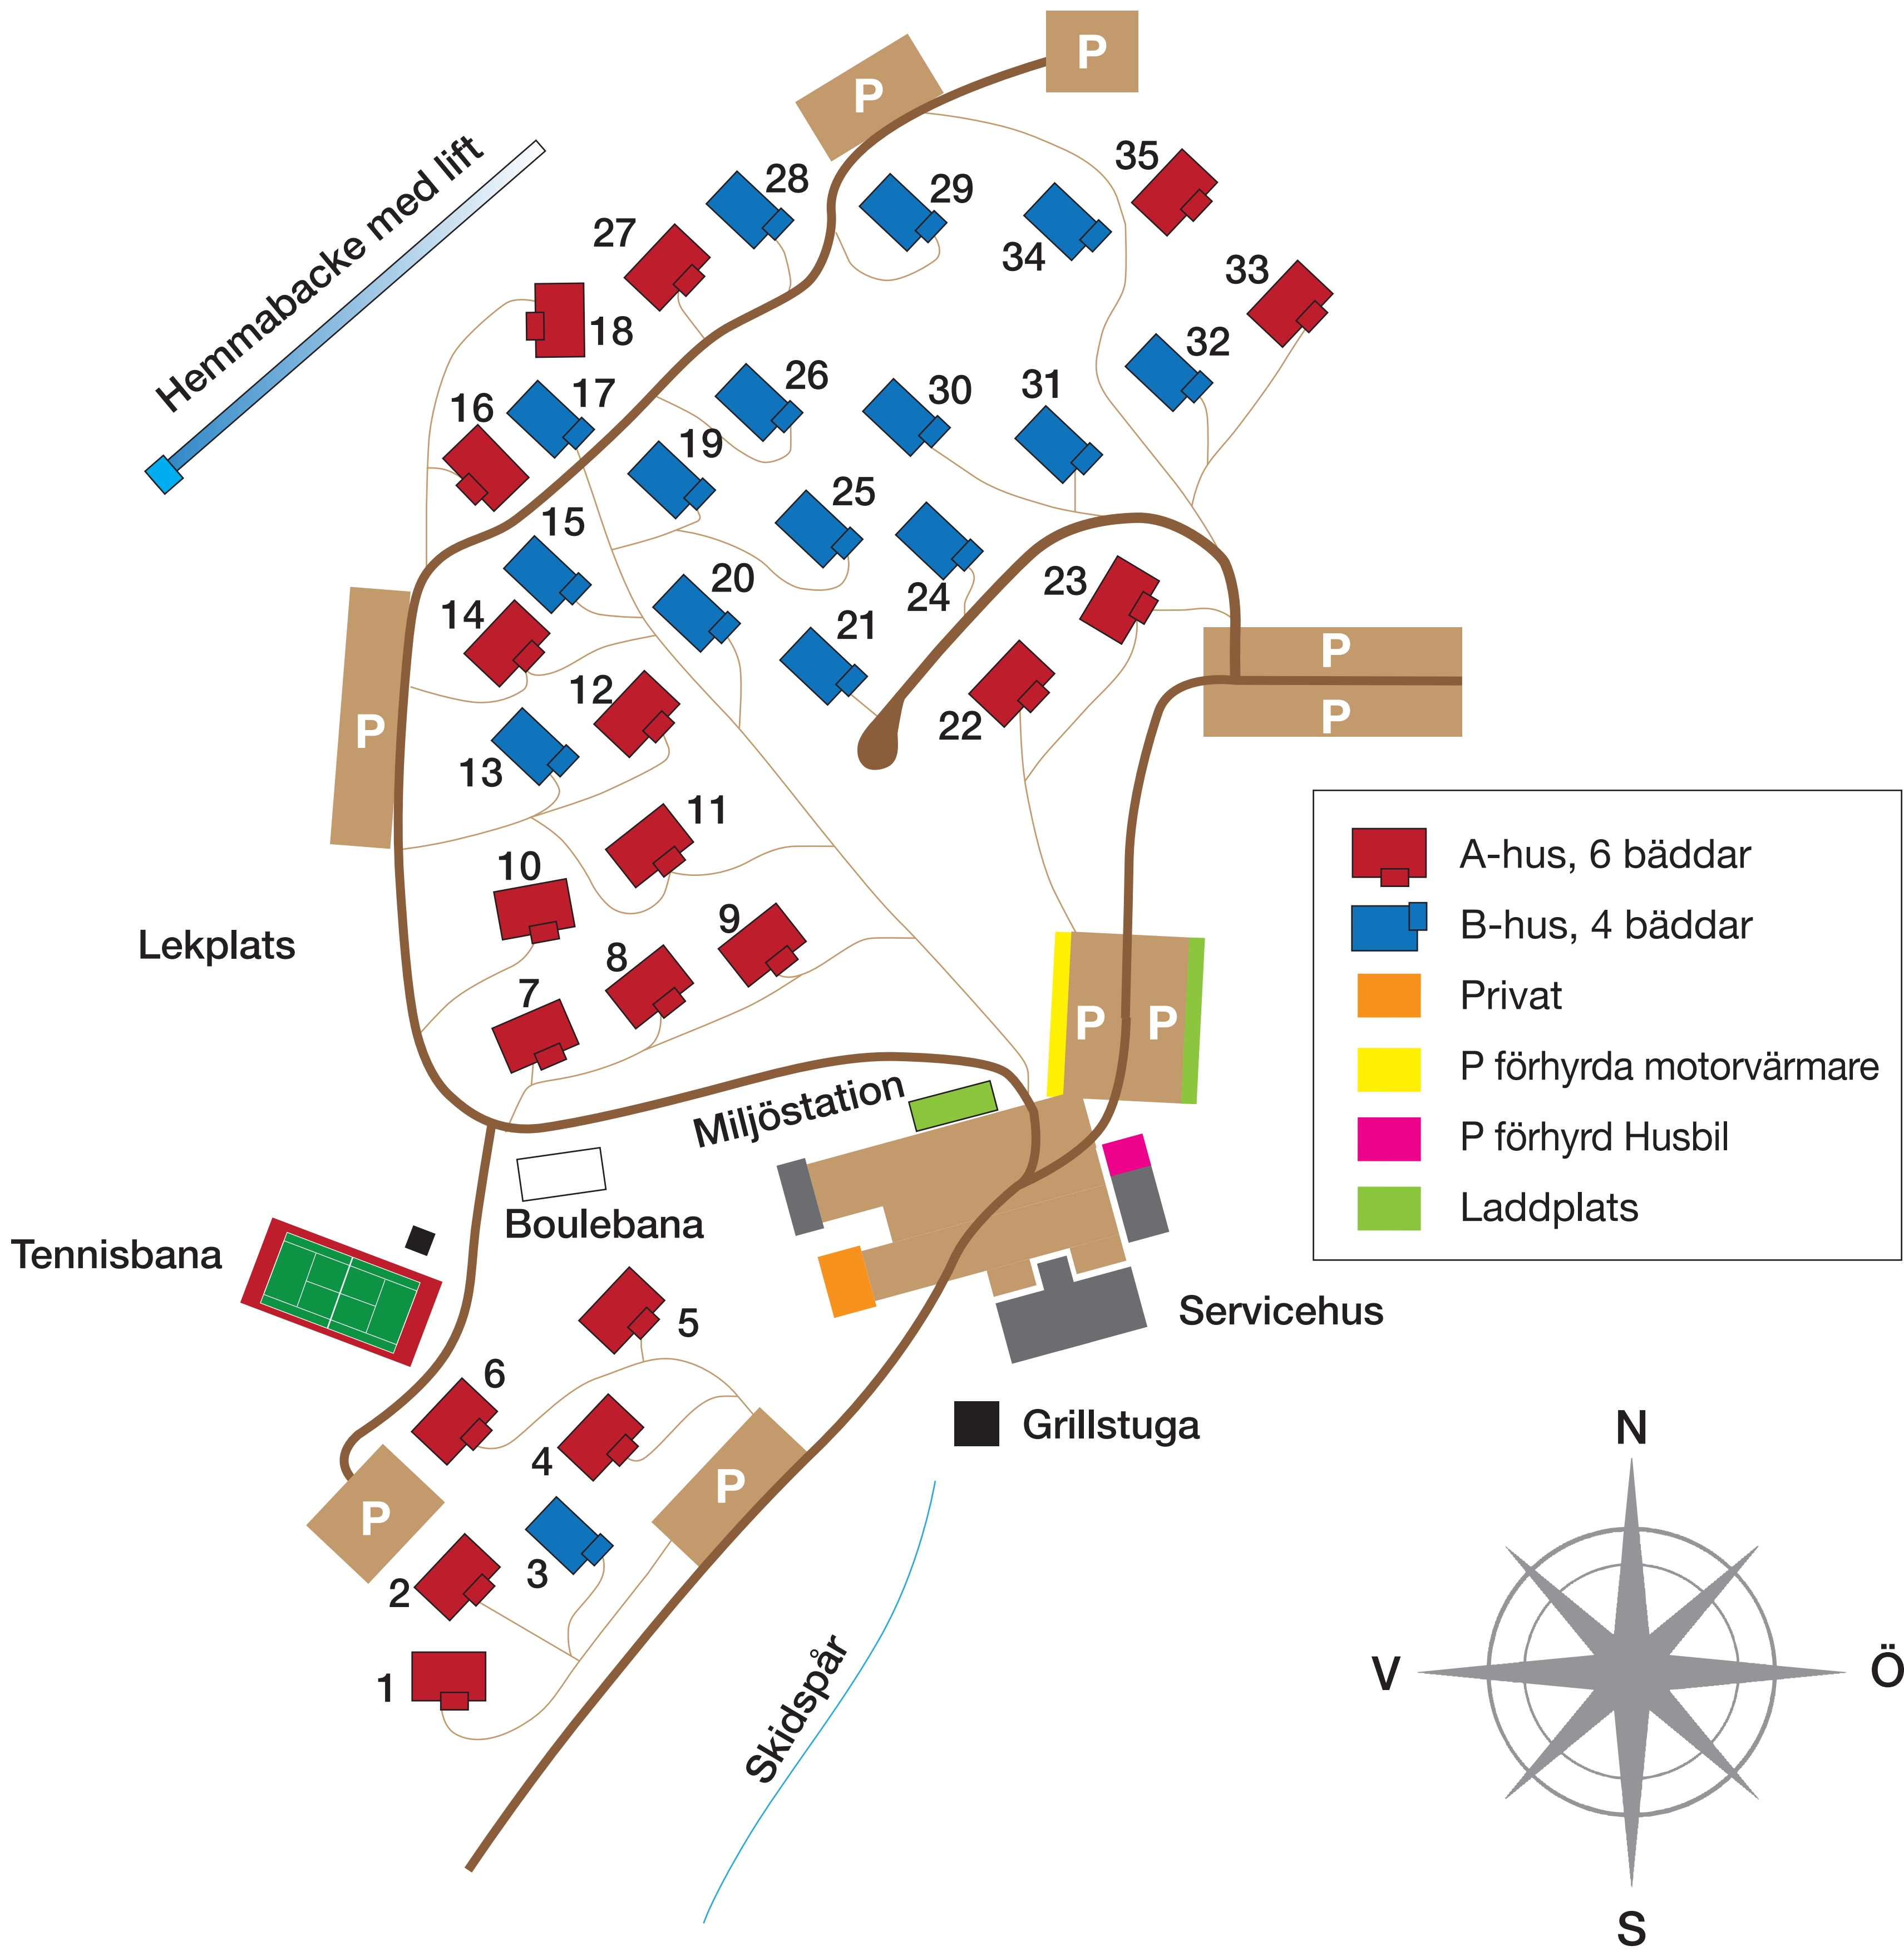 P
P
35
28
29
34
27
33
Hemmabacke med lift
18
32
26
30
31
17
16
19
25
15
20
24
23
14
21
P
12
22
P
P
13
11
10
A-hus, 6 bäddar
9
B-hus, 4 bäddar
Lekplats
8
7
Privat
P
P
P förhyrda motorvärmare
Miljöstation
P förhyrd Husbil
Boulebana
Laddplats
Tennisbana
5
Servicehus
6
4
Grillstuga
P
P
3
2
1
Skidspår
N
V
Ö
S